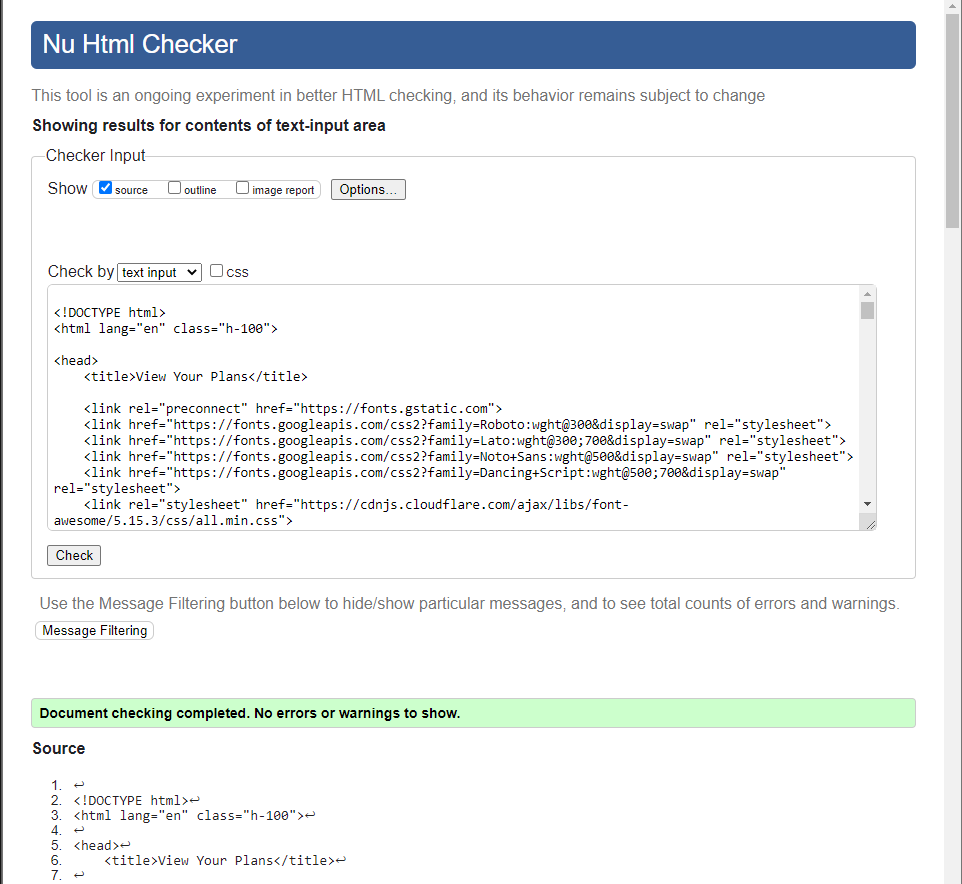 Nu Html Checker
This tool is an ongoing experiment in better HTML checking, and its behavior remains subject to change
Showing results for contents of text-input area
Checker Input
Show source outline image report Options...
Check by text input css
<!DOCTYPE html>
<html lang="en" class="h-100">
<head>
    <title>View Your Plans</title>
    <link rel="preconnect" href="https://fonts.gstatic.com">
    <link href="https://fonts.googleapis.com/css2?family=Roboto:wght@300&display=swap" rel="stylesheet">
    <link href="https://fonts.googleapis.com/css2?family=Lato:wght@300;700&display=swap" rel="stylesheet">
    <link href="https://fonts.googleapis.com/css2?family=Noto+Sans:wght@500&display=swap" rel="stylesheet">
    <link href="https://fonts.googleapis.com/css2?family=Dancing+Script:wght@500;700&display=swap"
rel="stylesheet">
    <link rel="stylesheet" href="https://cdnjs.cloudflare.com/ajax/libs/font-
awesome/5.15.3/css/all.min.css">
Check
Use the Message Filtering button below to hide/show particular messages, and to see total counts of errors and warnings.
Message Filtering
Document checking completed. No errors or warnings to show.
Source
1. ↩
2. <!DOCTYPE html>↩
3. <html lang="en" class="h-100">↩
4. ↩
5. <head>↩
6.     <title>View Your Plans</title>↩
7. ↩